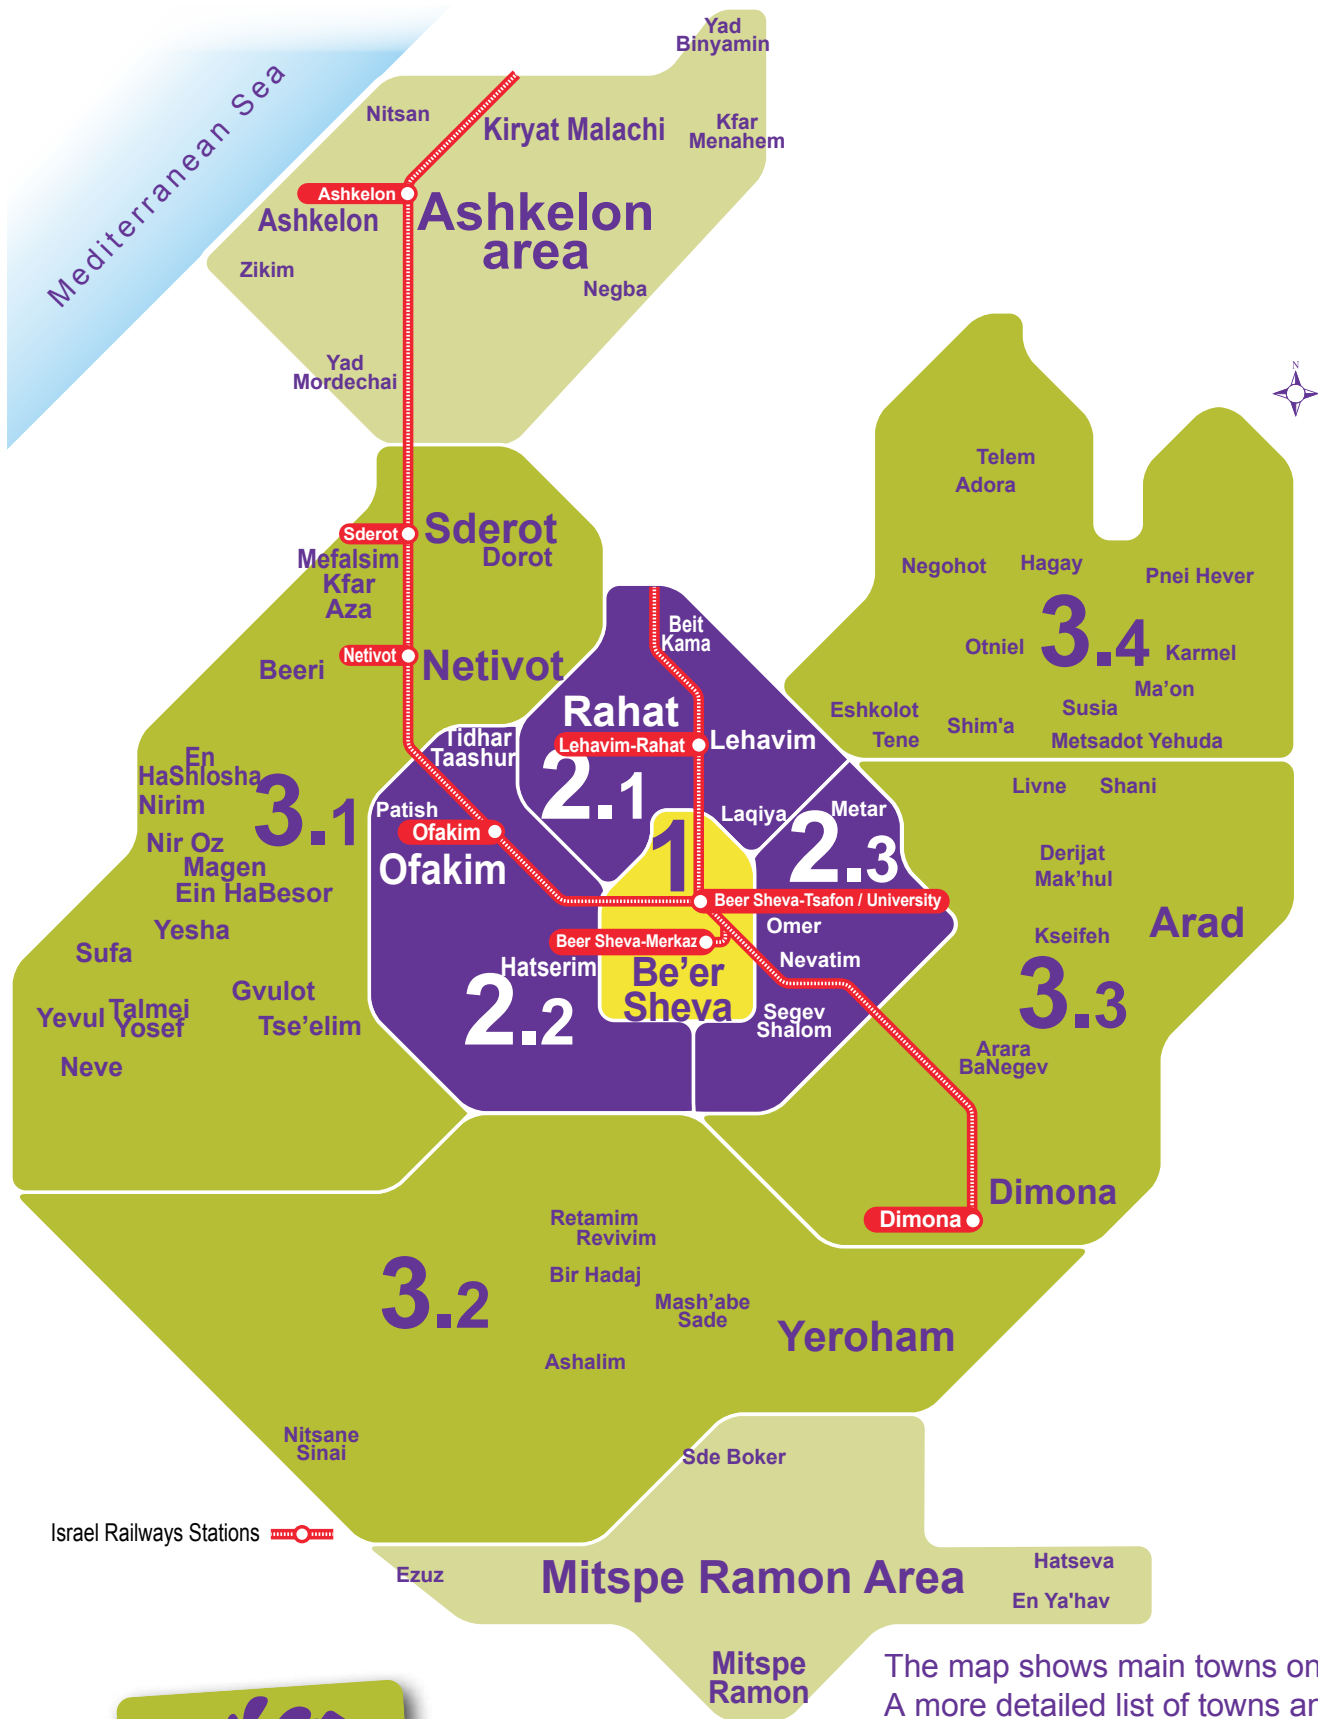 Yad
Binyamin
Mediterranean Sea
Nitsan
Kiryat Malachi
Kfar
Menahem
Ashkelon
Ashkelon
Ashkelon
area
Zikim
Negba
Yad
Mordechai
N
Telem
Adora
Sderot
Sderot
Mefalsim
Dorot
Kfar
Aza
Negohot
Hagay
Pnei Hever
3.4
Beit
Kama
Otniel
Karmel
Netivot
Netivot
Beeri
Ma'on
Rahat
Eshkolot
Shim'a
Susia
Tidhar
Taashur
Lehavim-Rahat
Lehavim
Tene
Metsadot Yehuda
En
HaShlosha
2.1
Livne
Shani
Nirim
3.1
Patish
Laqiya
Metar
2.3
Ofakim
Nir Oz
1
Derijat
Mak'hul
Magen
Ofakim
Ein HaBesor
Beer Sheva-Tsafon / University
Arad
Yesha
Omer
Kseifeh
Sufa
Beer Sheva-Merkaz
Nevatim
Hatserim
Be'er
Sheva
3.3
Gvulot
2.2
Segev
Shalom
Yevul
Talmei
Yosef
Tse'elim
Arara
BaNegev
Neve
Dimona
Dimona
Retamim
Revivim
3.2
Bir Hadaj
Mash'abe
Sade
Yeroham
Ashalim
Nitsane
Sinai
Sde Boker
Israel Railways Stations
Ezuz
Mitspe Ramon Area
Hatseva
En Ya'hav
Mitspe
Ramon
The map shows main towns on
A more detailed list of towns an